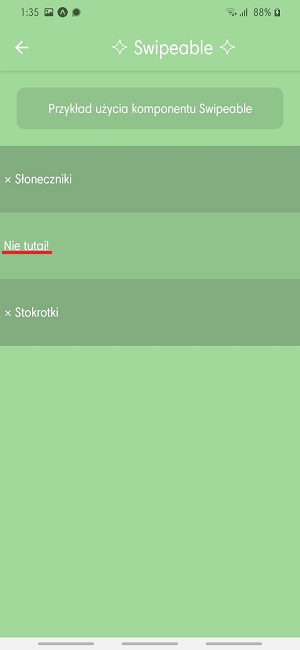 1:35
88%
✧ Swipeable ✧
Przykład użycia komponentu Swipeable
× Słoneczniki
Nie tutaj!
× Stokrotki